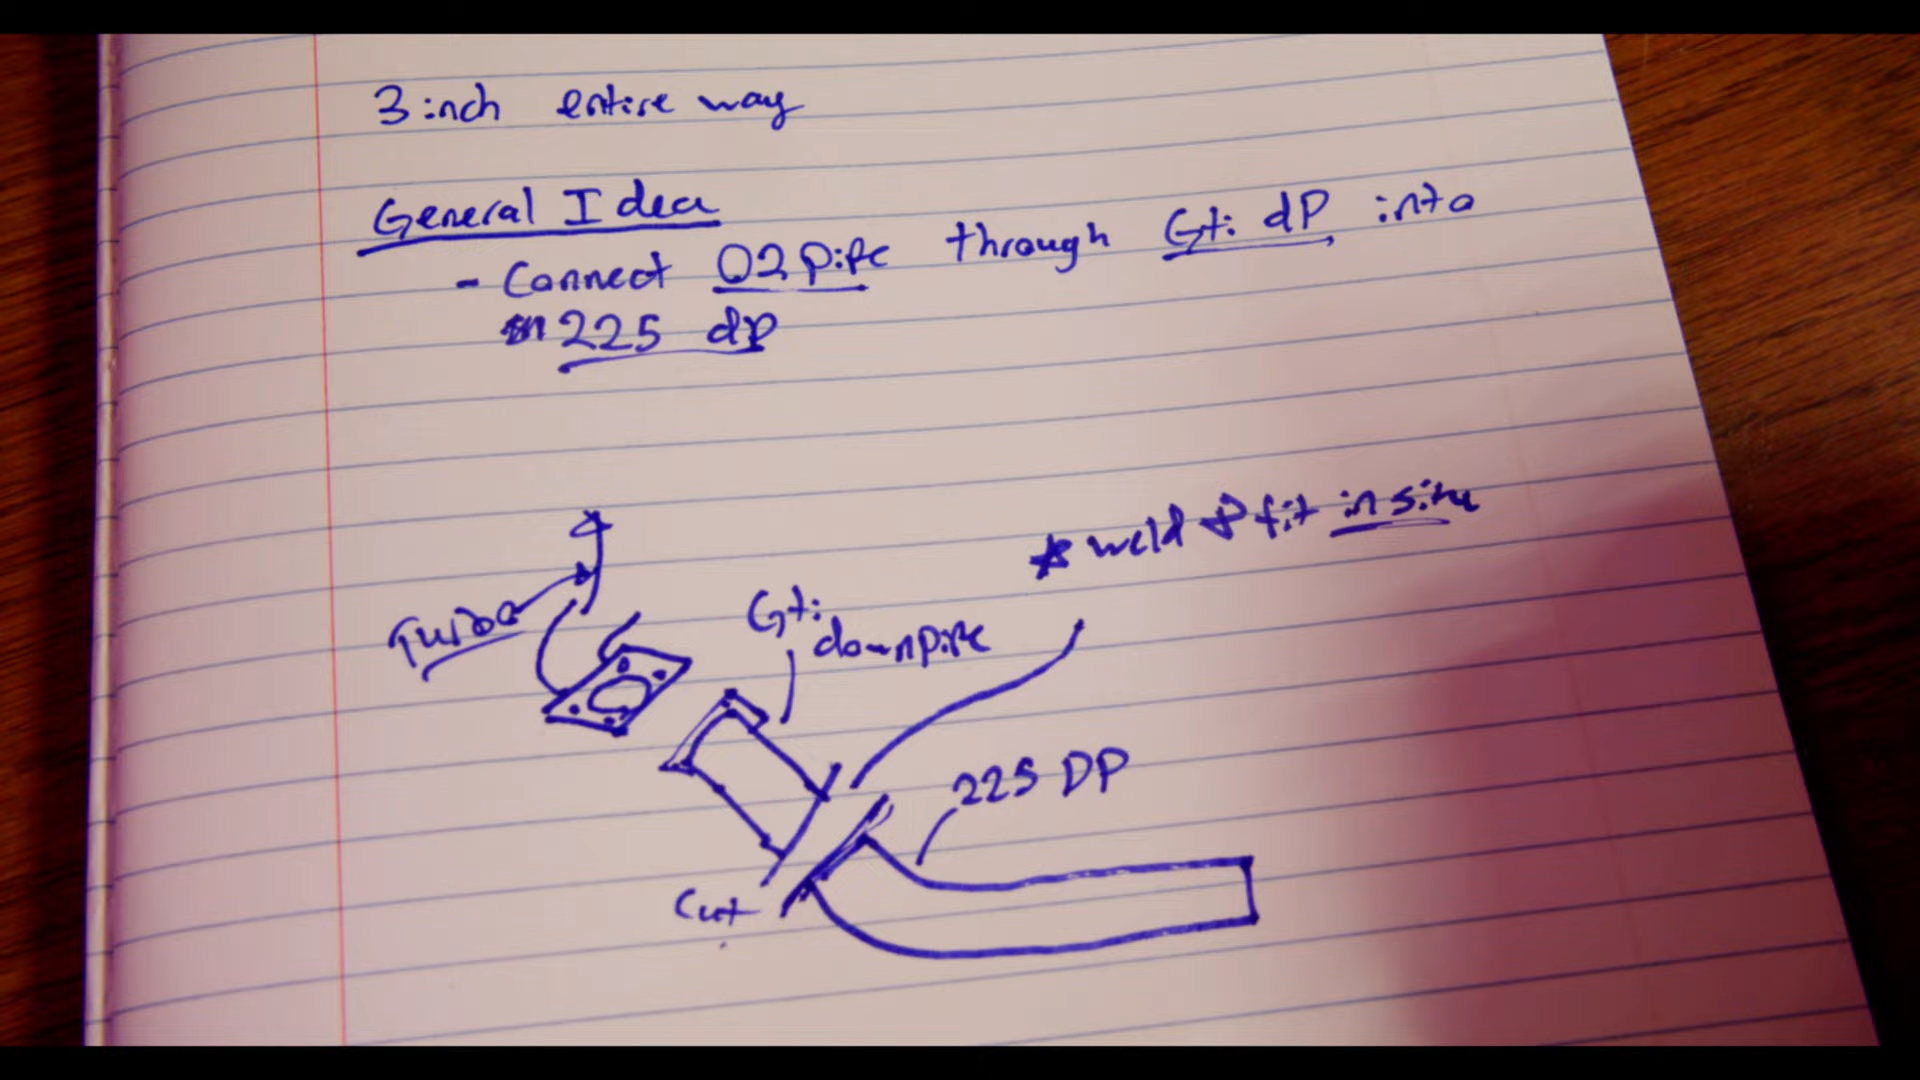 3 inch entire way
General Idea
- Connect O2 pipe through Gti dP into
225 dp
* weld & fit in situ
Turbo
Gti
downpipe
225 DP
Cut